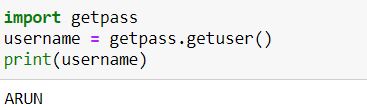 import getpass
username = getpass.getuser()
print(username)
ARUN